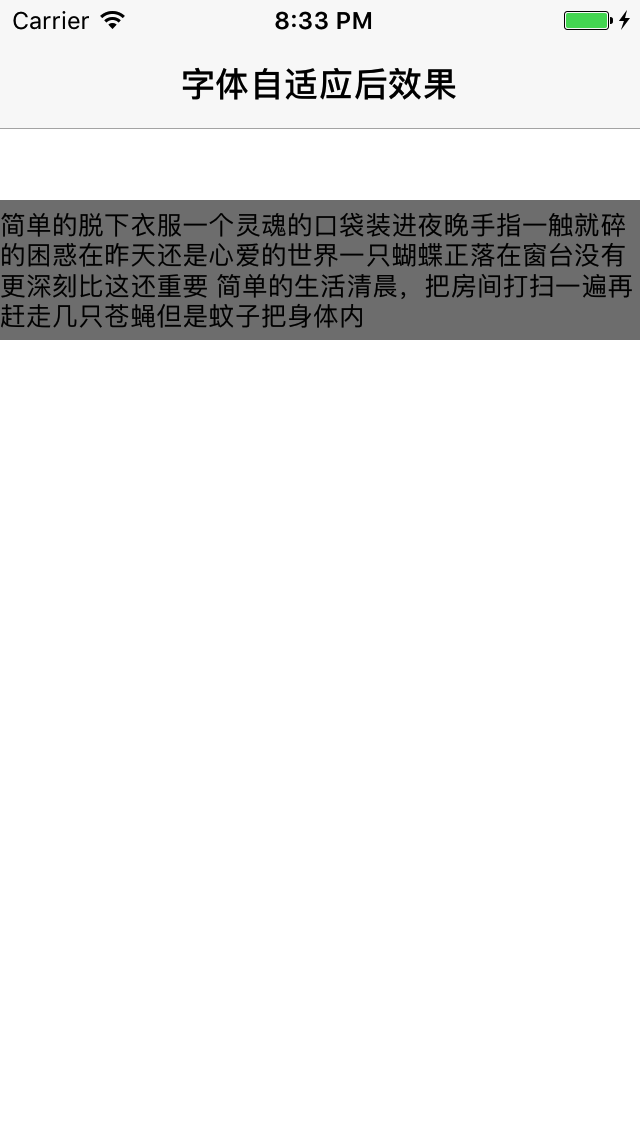 Carrier 8:33 PM
字体自适应后效果
简单的脱下衣服一个灵魂的口袋装进夜晚手指一触就碎
的困惑在昨天还是心爱的世界一只蝴蝶正落在窗台没有
更深刻比这还重要 简单的生活清晨，把房间打扫一遍再
赶走几只苍蝇但是蚊子把身体内